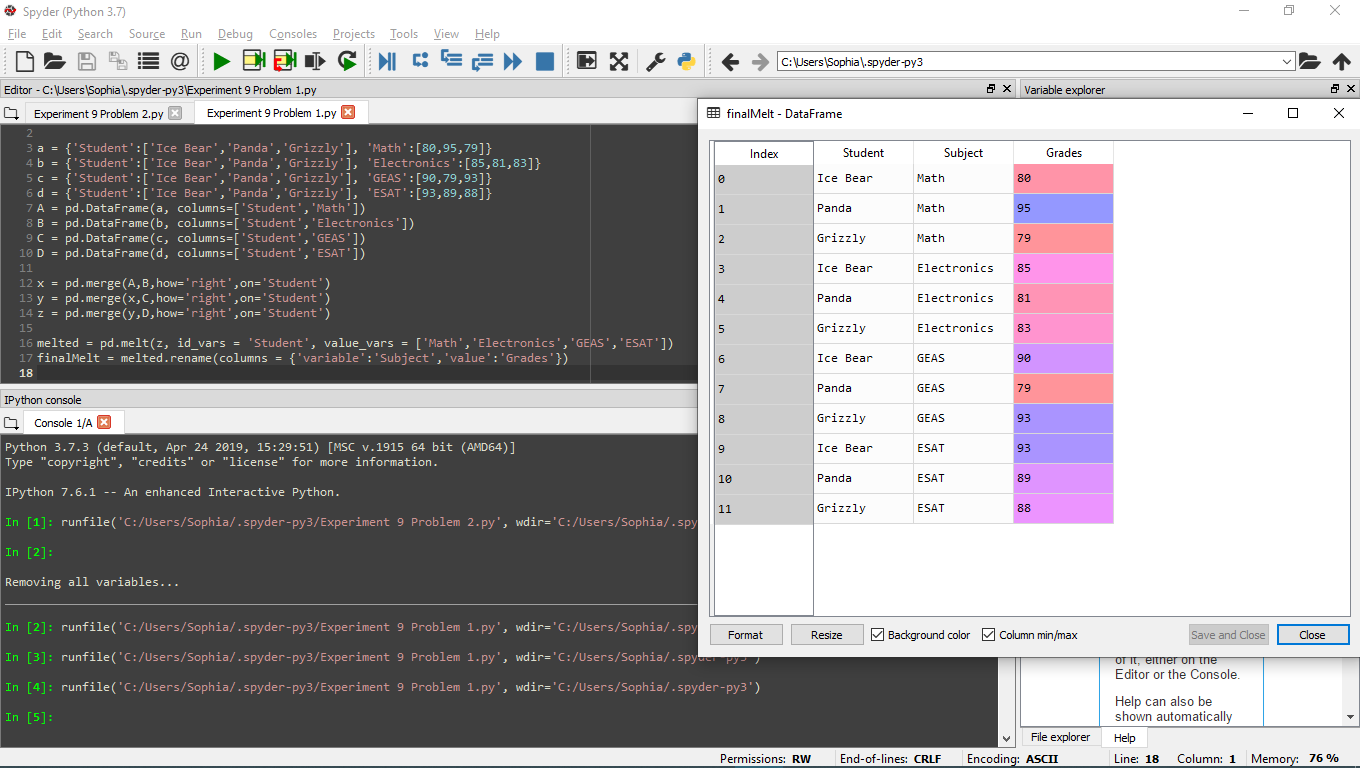 Spyder (Python 3.7)
File Edit Search Source Run Debug Consoles Projects Tools View Help
C:\Users\Sophia\.spyder-py3
Editor - C:\Users\Sophia\.spyder-py3\Experiment 9 Problem 1.py
Experiment 9 Problem 2.py Experiment 9 Problem 1.py
2
3 a = {'Student':['Ice Bear','Panda','Grizzly'], 'Math':[80,95,79]}
4 b = {'Student':['Ice Bear','Panda','Grizzly'], 'Electronics':[85,81,83]}
5 c = {'Student':['Ice Bear','Panda','Grizzly'], 'GEAS':[90,79,93]}
6 d = {'Student':['Ice Bear','Panda','Grizzly'], 'ESAT':[93,89,88]}
7 A = pd.DataFrame(a, columns=['Student','Math'])
8 B = pd.DataFrame(b, columns=['Student','Electronics'])
9 C = pd.DataFrame(c, columns=['Student','GEAS'])
10 D = pd.DataFrame(d, columns=['Student','ESAT'])
11
12 x = pd.merge(A,B,how='right',on='Student')
13 y = pd.merge(x,C,how='right',on='Student')
14 z = pd.merge(y,D,how='right',on='Student')
15
16 melted = pd.melt(z, id_vars = 'Student', value_vars = ['Math','Electronics','GEAS','ESAT'])
17 finalMelt = melted.rename(columns = {'variable':'Subject','value':'Grades'})
18
IPython console
Console 1/A
Python 3.7.3 (default, Apr 24 2019, 15:29:51) [MSC v.1915 64 bit (AMD64)]
Type "copyright", "credits" or "license" for more information.
IPython 7.6.1 -- An enhanced Interactive Python.
In [1]: runfile('C:/Users/Sophia/.spyder-py3/Experiment 9 Problem 2.py', wdir='C:/Users/Sophia/.spy
In [2]:
Removing all variables...
In [2]: runfile('C:/Users/Sophia/.spyder-py3/Experiment 9 Problem 1.py', wdir='C:/Users/Sophia/.spy
In [3]: runfile('C:/Users/Sophia/.spyder-py3/Experiment 9 Problem 1.py', wdir='C:/Users/Sophia/.spyder-py3')
In [4]: runfile('C:/Users/Sophia/.spyder-py3/Experiment 9 Problem 1.py', wdir='C:/Users/Sophia/.spyder-py3')
In [5]:
Variable explorer
finalMelt - DataFrame
Index Student Subject Grades
0 Ice Bear Math 80
1 Panda Math 95
2 Grizzly Math 79
3 Ice Bear Electronics 85
4 Panda Electronics 81
5 Grizzly Electronics 83
6 Ice Bear GEAS 90
7 Panda GEAS 79
8 Grizzly GEAS 93
9 Ice Bear ESAT 93
10 Panda ESAT 89
11 Grizzly ESAT 88
Format Resize Background color Column min/max Save and Close Close
of it, either on the
Editor or the Console.
Help can also be
shown automatically
File explorer Help
Permissions: RW End-of-lines: CRLF Encoding: ASCII Line: 18 Column: 1 Memory: 76 %